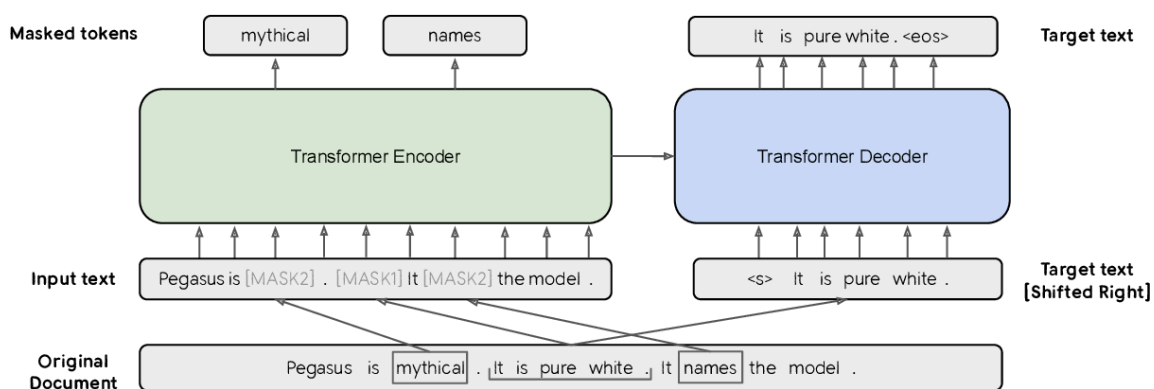 Masked tokens
mythical
names
It is pure white . <eos>
Target text
Transformer Encoder
Transformer Decoder
Input text
Pegasus is [MASK2] . [MASK1] It [MASK2] the model .
<s> It is pure white .
Target text
[Shifted Right]
Original
Document
Pegasus is mythical . It is pure white . It names the model .